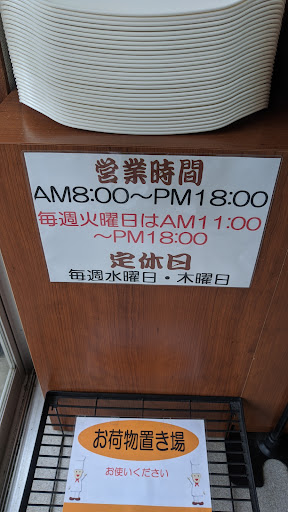 営業時間
AM8:00～PM18:00
毎週火曜日はAM11:00
～PM18:00
定休日
毎週水曜日・木曜日
お荷物置き場
お使いください